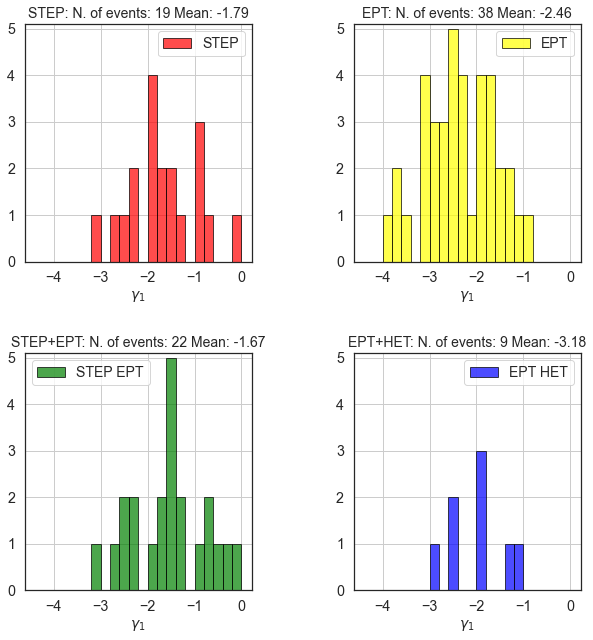 STEP: N. of events: 19 Mean: -1.79
STEP
5
4
3
2
1
0
−4 −3 −2 −1 0
γ1
EPT: N. of events: 38 Mean: -2.46
EPT
5
4
3
2
1
0
−4 −3 −2 −1 0
γ1
STEP+EPT: N. of events: 22 Mean: -1.67
STEP EPT
5
4
3
2
1
0
−4 −3 −2 −1 0
γ1
EPT+HET: N. of events: 9 Mean: -3.18
EPT HET
5
4
3
2
1
0
−4 −3 −2 −1 0
γ1